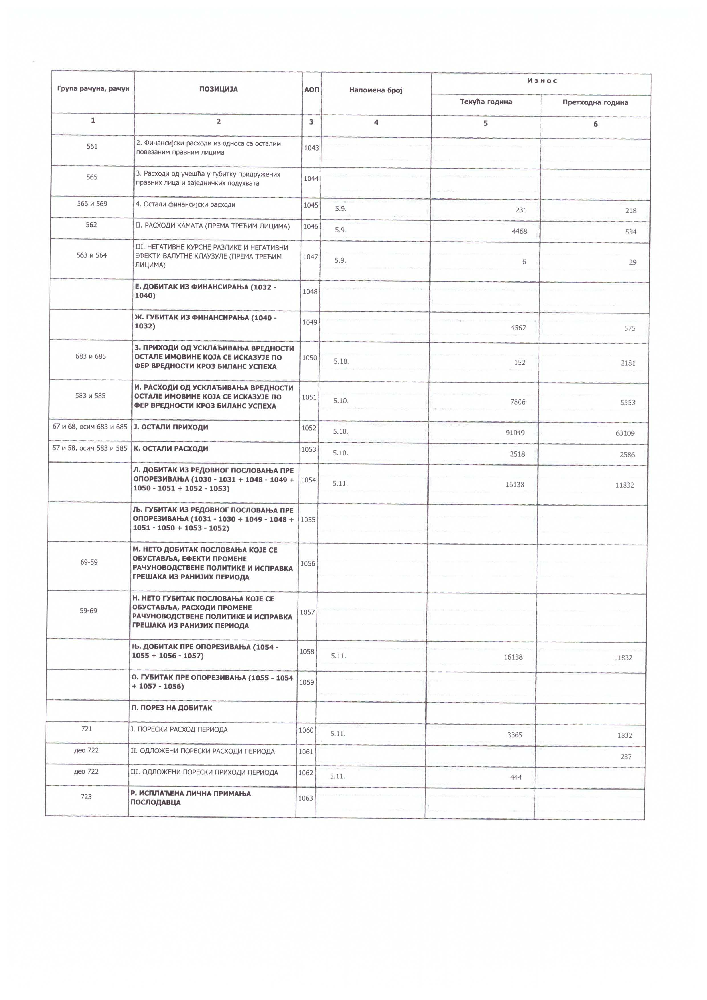 Група рачуна, рачун ПОЗИЦИЈА АОП Напомена број И з н о с
Текућа година Претходна година
1 2 3 4 5 6
561 2. Финансијски расходи из односа са осталим
повезаним правним лицима 1043
565 3. Расходи од учешћа у губитку придружених
правних лица и заједничких подухвата 1044
566 и 569 4. Остали финансијски расходи 1045 5.9. 231 218
562 II. РАСХОДИ КАМАТА (ПРЕМА ТРЕЋИМ ЛИЦИМА) 1046 5.9. 4468 534
563 и 564 III. НЕГАТИВНЕ КУРСНЕ РАЗЛИКЕ И НЕГАТИВНИ
ЕФЕКТИ ВАЛУТНЕ КЛАУЗУЛЕ (ПРЕМА ТРЕЋИМ
ЛИЦИМА) 1047 5.9. 6 29
Е. ДОБИТАК ИЗ ФИНАНСИРАЊА (1032 -
1040) 1048
Ж. ГУБИТАК ИЗ ФИНАНСИРАЊА (1040 -
1032) 1049 4567 575
683 и 685 З. ПРИХОДИ ОД УСКЛАЂИВАЊА ВРЕДНОСТИ
ОСТАЛЕ ИМОВИНЕ КОЈА СЕ ИСКАЗУЈЕ ПО
ФЕР ВРЕДНОСТИ КРОЗ БИЛАНС УСПЕХА 1050 5.10. 152 2181
583 и 585 И. РАСХОДИ ОД УСКЛАЂИВАЊА ВРЕДНОСТИ
ОСТАЛЕ ИМОВИНЕ КОЈА СЕ ИСКАЗУЈЕ ПО
ФЕР ВРЕДНОСТИ КРОЗ БИЛАНС УСПЕХА 1051 5.10. 7806 5553
67 и 68, осим 683 и 685 Ј. ОСТАЛИ ПРИХОДИ 1052 5.10. 91049 63109
57 и 58, осим 583 и 585 К. ОСТАЛИ РАСХОДИ 1053 5.10. 2518 2586
Л. ДОБИТАК ИЗ РЕДОВНОГ ПОСЛОВАЊА ПРЕ
ОПОРЕЗИВАЊА (1030 - 1031 + 1048 - 1049 +
1050 - 1051 + 1052 - 1053) 1054 5.11. 16138 11832
Љ. ГУБИТАК ИЗ РЕДОВНОГ ПОСЛОВАЊА ПРЕ
ОПОРЕЗИВАЊА (1031 - 1030 + 1049 - 1048 +
1051 - 1050 + 1053 - 1052) 1055
69-59 М. НЕТО ДОБИТАК ПОСЛОВАЊА КОЈЕ СЕ
ОБУСТАВЉА, ЕФЕКТИ ПРОМЕНЕ
РАЧУНОВОДСТВЕНЕ ПОЛИТИКЕ И ИСПРАВКА
ГРЕШАКА ИЗ РАНИЈИХ ПЕРИОДА 1056
59-69 Н. НЕТО ГУБИТАК ПОСЛОВАЊА КОЈЕ СЕ
ОБУСТАВЉА, РАСХОДИ ПРОМЕНЕ
РАЧУНОВОДСТВЕНЕ ПОЛИТИКЕ И ИСПРАВКА
ГРЕШАКА ИЗ РАНИЈИХ ПЕРИОДА 1057
Њ. ДОБИТАК ПРЕ ОПОРЕЗИВАЊА (1054 -
1055 + 1056 - 1057) 1058 5.11. 16138 11832
О. ГУБИТАК ПРЕ ОПОРЕЗИВАЊА (1055 - 1054
+ 1057 - 1056) 1059
П. ПОРЕЗ НА ДОБИТАК
721 I. ПОРЕСКИ РАСХОД ПЕРИОДА 1060 5.11. 3365 1832
део 722 II. ОДЛОЖЕНИ ПОРЕСКИ РАСХОДИ ПЕРИОДА 1061 287
део 722 III. ОДЛОЖЕНИ ПОРЕСКИ ПРИХОДИ ПЕРИОДА 1062 5.11. 444
723 Р. ИСПЛАЋЕНА ЛИЧНА ПРИМАЊА
ПОСЛОДАВЦА 1063